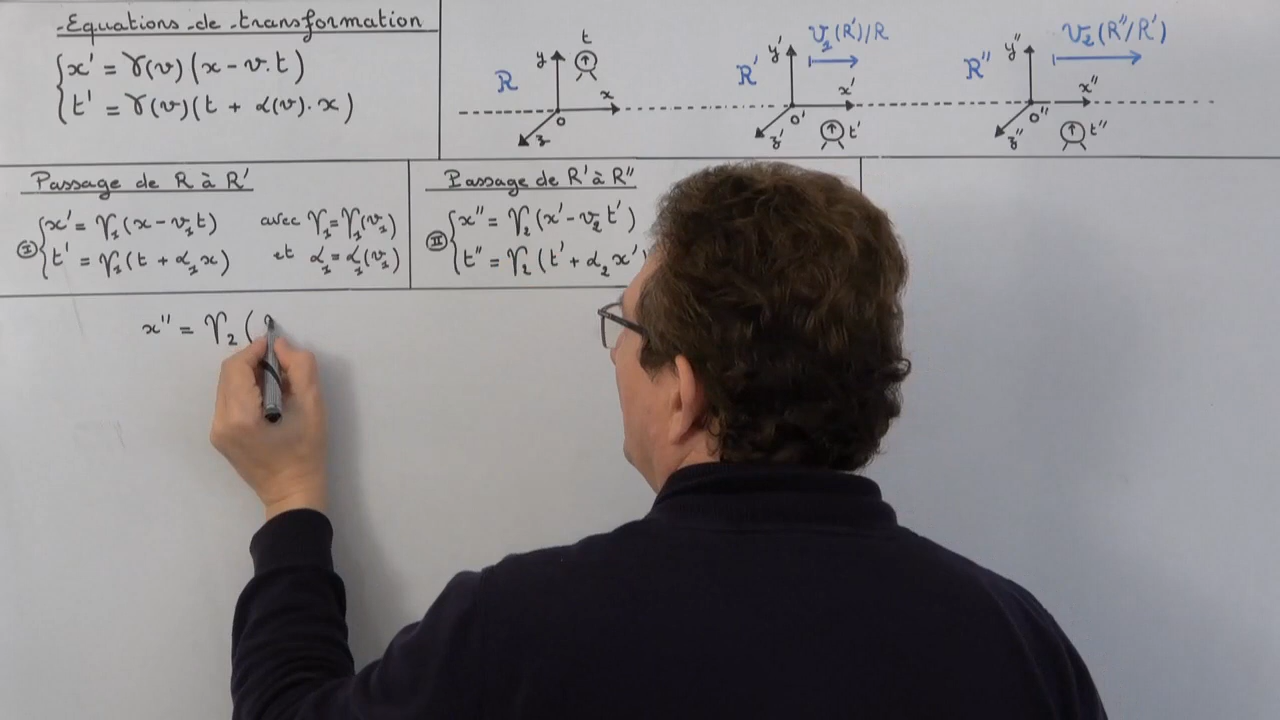 Equations de transformation
x' = γ(v) (x - v.t)
t' = γ(v) (t + α(v).x)
R
y
x
z
o
t
R'
y'
x'
z'
o'
t'
v₁(R')/R
R''
y''
x''
z''
o''
t''
v₂(R''/R')
Passage de R à R'
I
x' = γ₁(x - v₁t) avec γ₁ = γ₁(v₁)
t' = γ₁(t + α₁x) et α₁ = α₁(v₁)
Passage de R' à R''
II
x'' = γ₂(x' - v₂t')
t'' = γ₂(t' + α₂x'
x'' = γ₂(